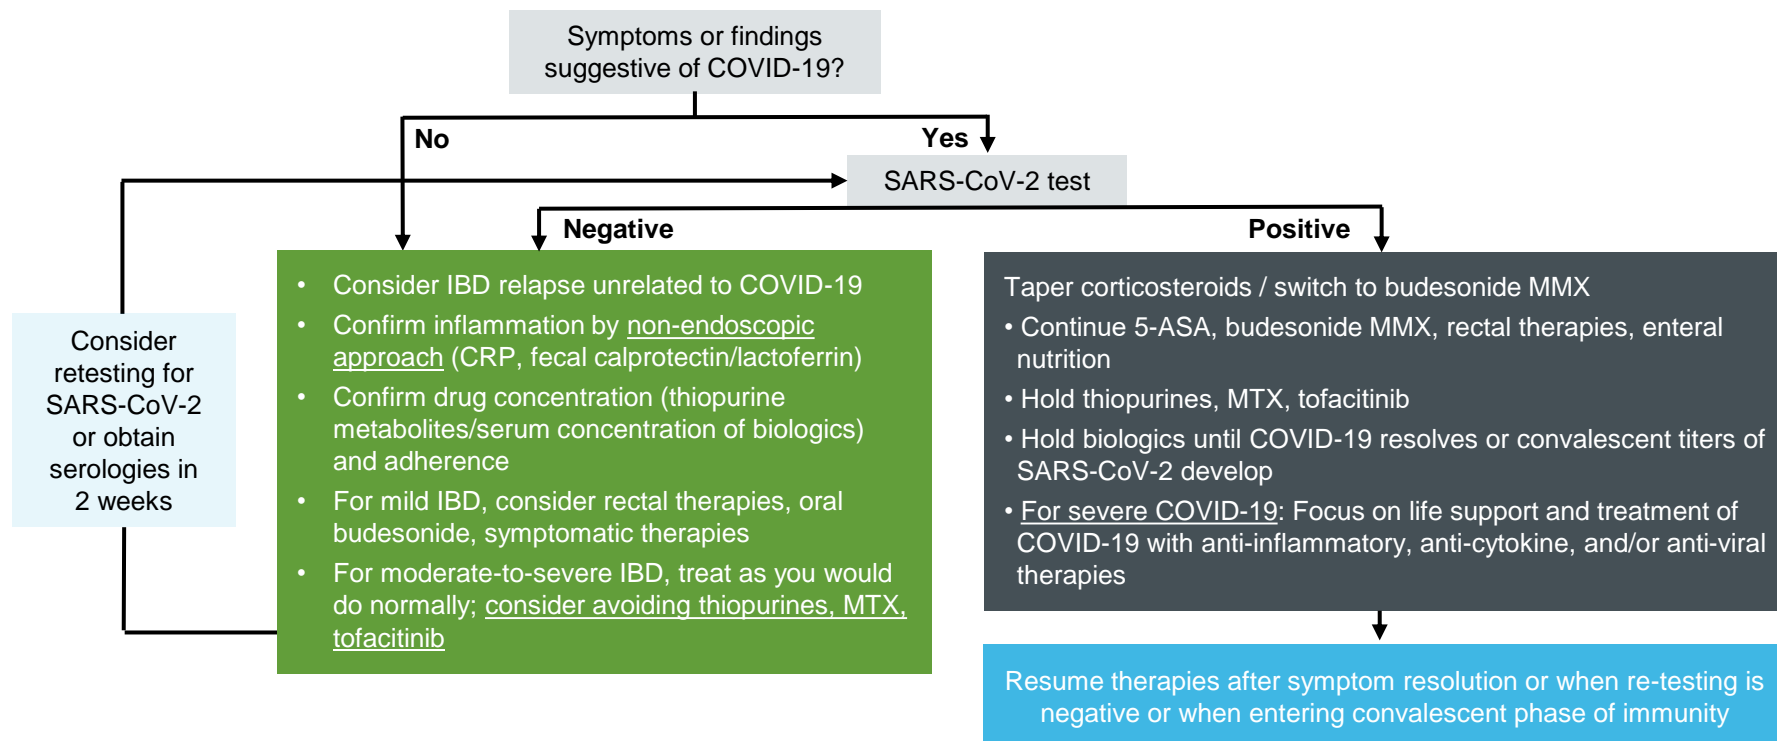 Symptoms or findings
suggestive of COVID-19?
No
Yes
SARS-CoV-2 test
Negative
Positive
Consider
retesting for
SARS-CoV-2
or obtain
serologies in
2 weeks
• Consider IBD relapse unrelated to COVID-19
• Confirm inflammation by non-endoscopic
approach (CRP, fecal calprotectin/lactoferrin)
• Confirm drug concentration (thiopurine
metabolites/serum concentration of biologics)
and adherence
• For mild IBD, consider rectal therapies, oral
budesonide, symptomatic therapies
• For moderate-to-severe IBD, treat as you would
do normally; consider avoiding thiopurines, MTX,
tofacitinib
Taper corticosteroids / switch to budesonide MMX
• Continue 5-ASA, budesonide MMX, rectal therapies, enteral
nutrition
• Hold thiopurines, MTX, tofacitinib
• Hold biologics until COVID-19 resolves or convalescent titers of
SARS-CoV-2 develop
• For severe COVID-19: Focus on life support and treatment of
COVID-19 with anti-inflammatory, anti-cytokine, and/or anti-viral
therapies
Resume therapies after symptom resolution or when re-testing is
negative or when entering convalescent phase of immunity